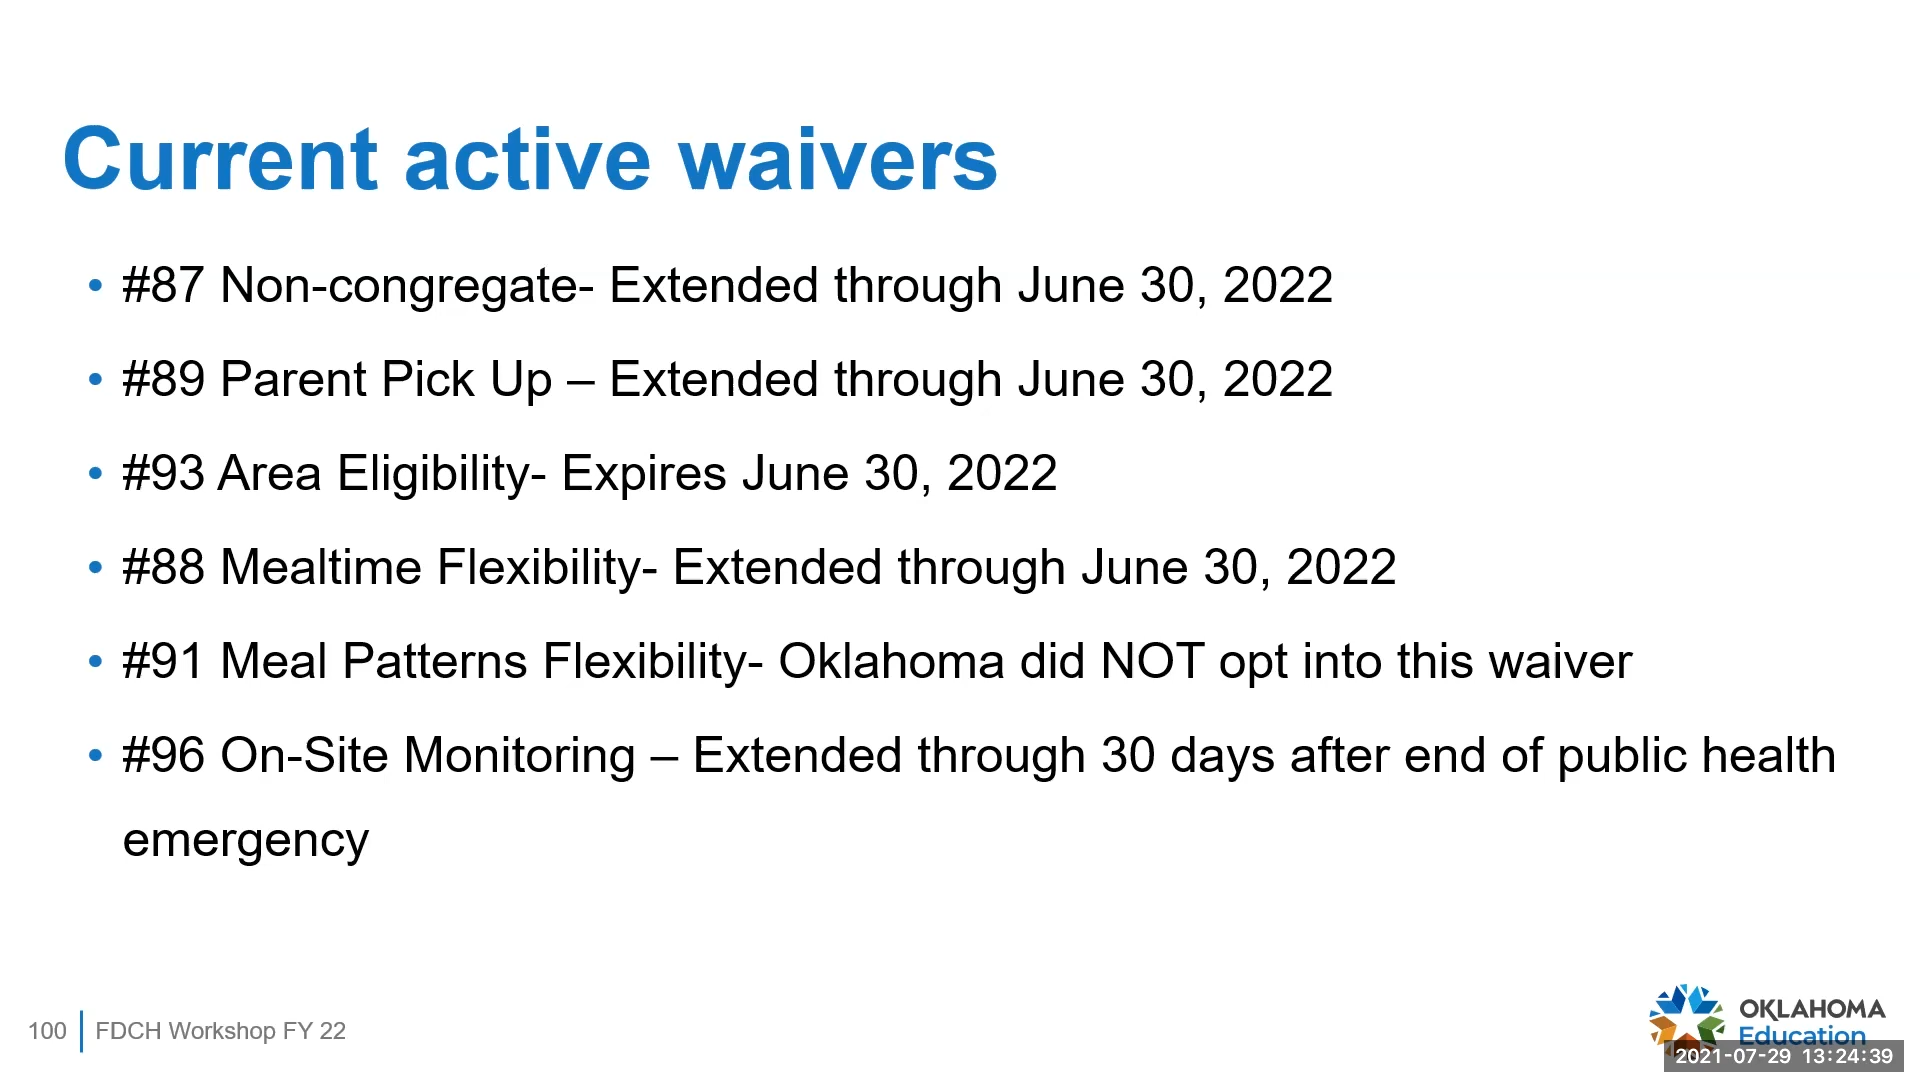 Current active waivers
• #87 Non-congregate- Extended through June 30, 2022
• #89 Parent Pick Up – Extended through June 30, 2022
• #93 Area Eligibility- Expires June 30, 2022
• #88 Mealtime Flexibility- Extended through June 30, 2022
• #91 Meal Patterns Flexibility- Oklahoma did NOT opt into this waiver
• #96 On-Site Monitoring – Extended through 30 days after end of public health
emergency
100 FDCH Workshop FY 22
OKLAHOMA
Education
2021-07-29 13:24:39